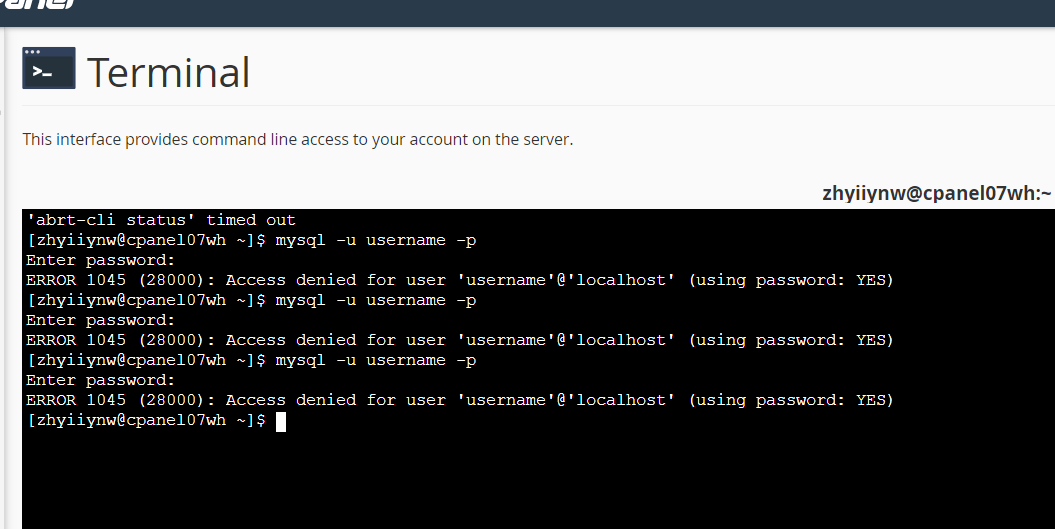 Terminal
This interface provides command line access to your account on the server.
zhyiiynw@cpanel07wh:~
'abrt-cli status' timed out
[zhyiiynw@cpanel07wh ~]$ mysql -u username -p
Enter password:
ERROR 1045 (28000): Access denied for user 'username'@'localhost' (using password: YES)
[zhyiiynw@cpanel07wh ~]$ mysql -u username -p
Enter password:
ERROR 1045 (28000): Access denied for user 'username'@'localhost' (using password: YES)
[zhyiiynw@cpanel07wh ~]$ mysql -u username -p
Enter password:
ERROR 1045 (28000): Access denied for user 'username'@'localhost' (using password: YES)
[zhyiiynw@cpanel07wh ~]$